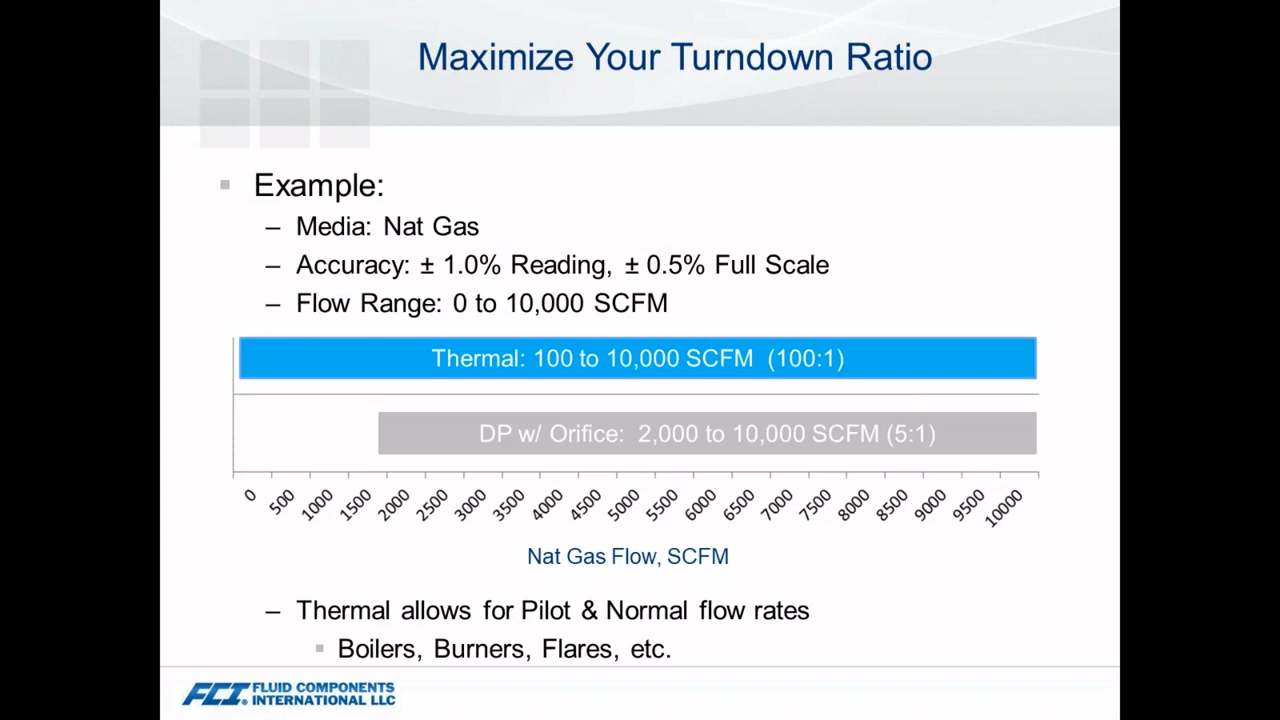 Maximize Your Turndown Ratio
Example:
– Media: Nat Gas
– Accuracy: ± 1.0% Reading, ± 0.5% Full Scale
– Flow Range: 0 to 10,000 SCFM
Thermal: 100 to 10,000 SCFM (100:1)
DP w/ Orifice: 2,000 to 10,000 SCFM (5:1)
0 500 1000 1500 2000 2500 3000 3500 4000 4500 5000 5500 6000 6500 7000 7500 8000 8500 9000 9500 10000
Nat Gas Flow, SCFM
– Thermal allows for Pilot & Normal flow rates
Boilers, Burners, Flares, etc.
FCI® FLUID COMPONENTS
INTERNATIONAL LLC